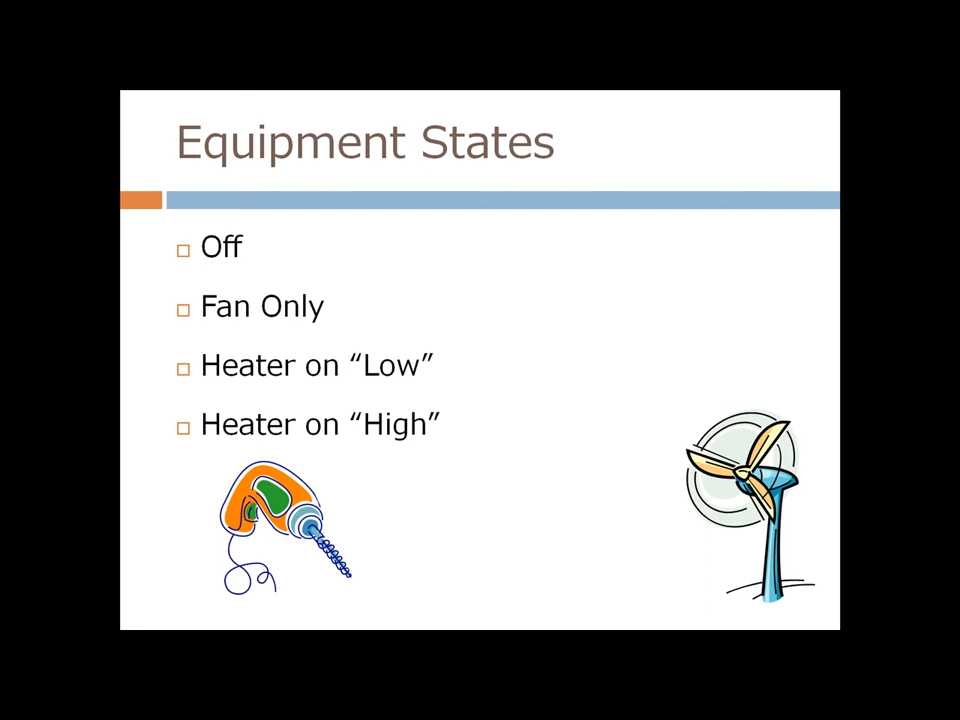 Equipment States
Off
Fan Only
Heater on “Low”
Heater on “High”